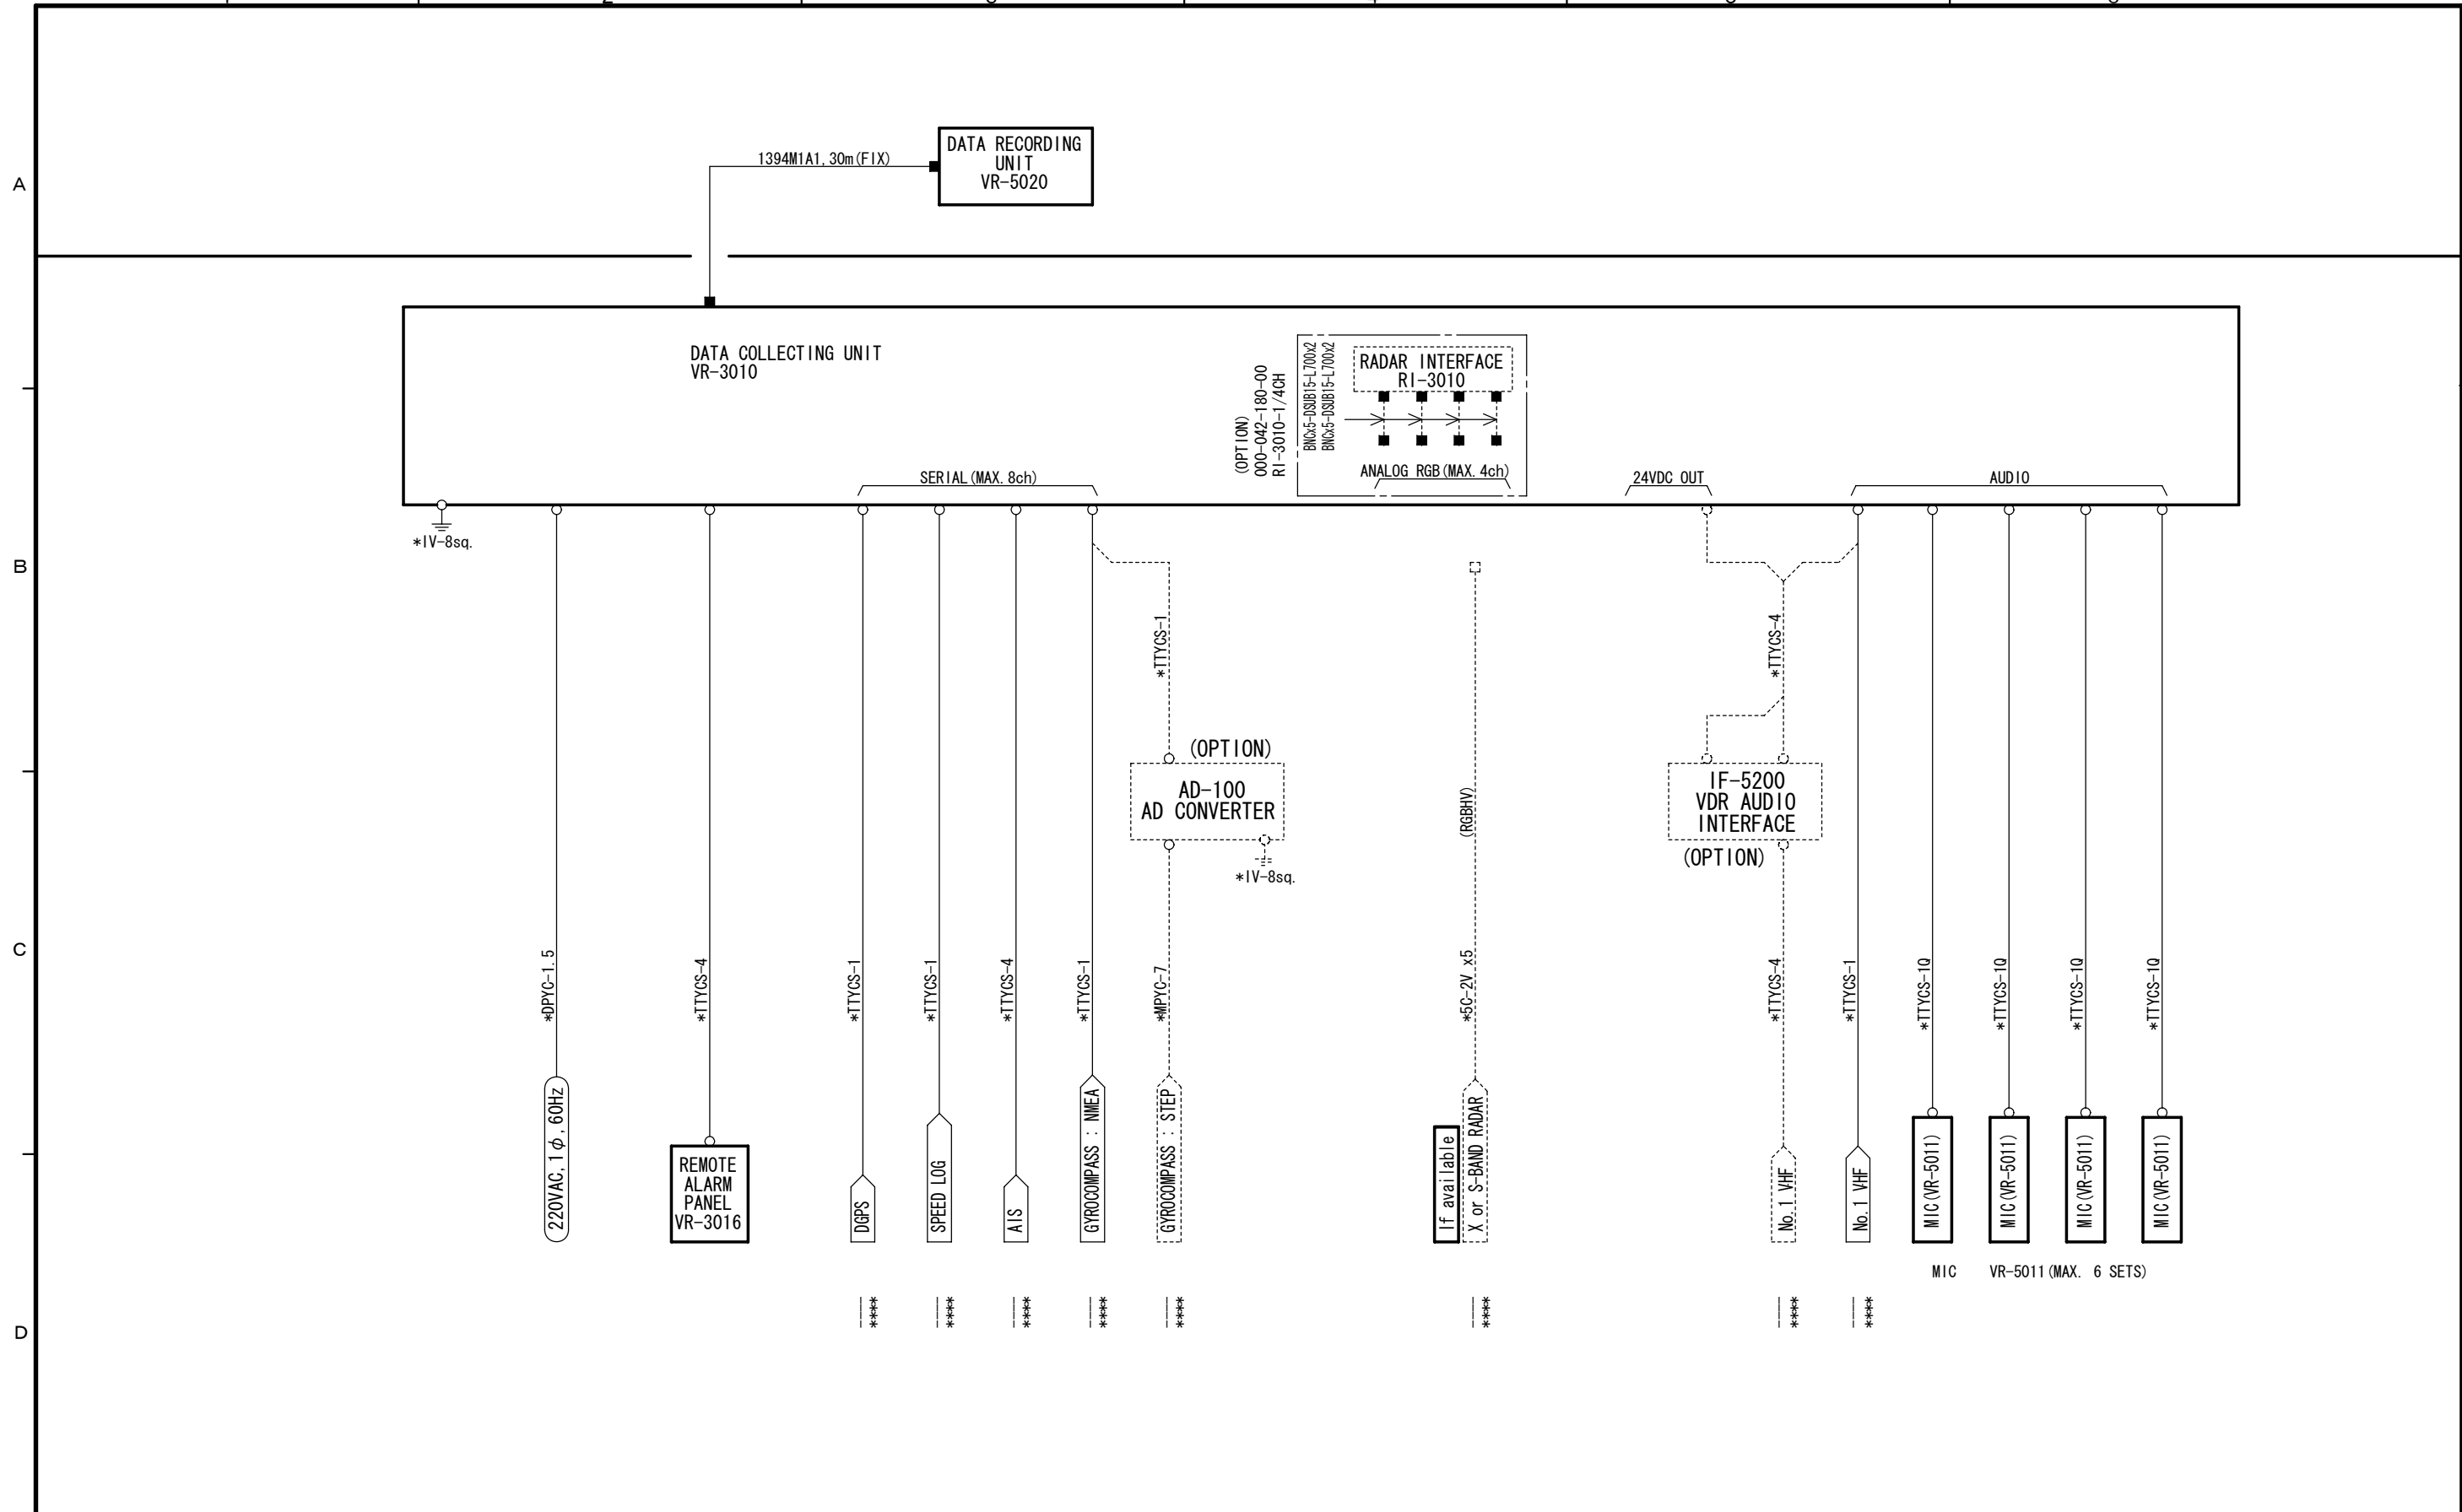 A
B
C
D
DATA RECORDING
UNIT
VR-5020
1394M1A1,30m(FIX)
DATA COLLECTING UNIT
VR-3010
(OPTION)
000-042-180-00
RI-3010-1/4CH
BNCx5-DSUB15-L700x2
BNCx5-DSUB15-L700x2
RADAR INTERFACE
RI-3010
ANALOG RGB(MAX.4ch)
SERIAL(MAX.8ch)
24VDC OUT
AUDIO
*IV-8sq.
*TTYCS-1
*TTYCS-4
(OPTION)
AD-100
AD CONVERTER
*IV-8sq.
(RGBHV)
IF-5200
VDR AUDIO
INTERFACE
(OPTION)
*DPYC-1.5
*TTYCS-4
*TTYCS-1
*TTYCS-1
*TTYCS-4
*TTYCS-1
*MPYC-7
*5C-2V x5
*TTYCS-4
*TTYCS-1
*TTYCS-1Q
*TTYCS-1Q
*TTYCS-1Q
*TTYCS-1Q
220VAC,1φ,60Hz
REMOTE
ALARM
PANEL
VR-3016
DGPS
SPEED LOG
AIS
GYROCOMPASS : NMEA
GYROCOMPASS : STEP
If available
X or S-BAND RADAR
No.1 VHF
No.1 VHF
MIC(VR-5011)
MIC(VR-5011)
MIC(VR-5011)
MIC(VR-5011)
MIC VR-5011(MAX. 6 SETS)
----
****
----
****
----
****
----
****
----
****
----
****
----
****
----
****